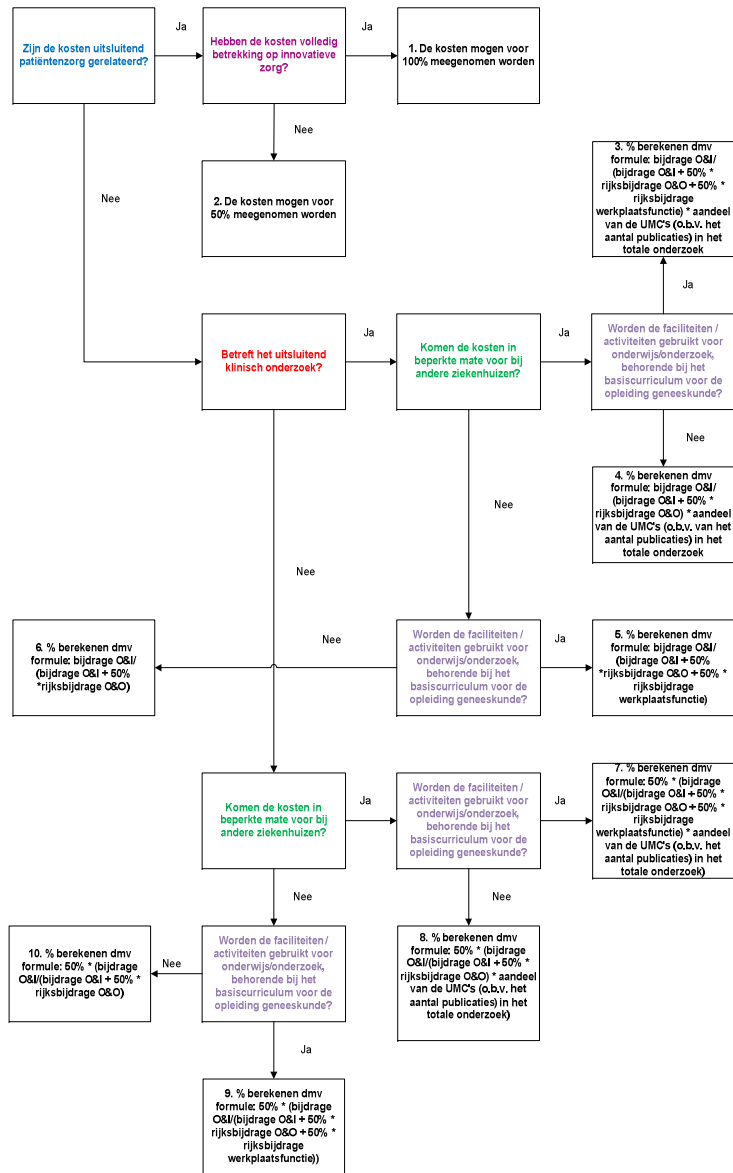 Zijn de kosten uitsluitend
patiëntenzorg gerelateerd?
Ja
Hebben de kosten volledig
betrekking op innovatieve
zorg?
Ja
1. De kosten mogen voor
100% meegenomen worden
Nee
2. De kosten mogen voor
50% meegenomen worden
Nee
3. % berekenen dmv
formule: bijdrage O&I/
(bijdrage O&I + 50% *
rijksbijdrage O&O + 50% *
rijksbijdrage
werkplaatsfunctie) * aandeel
van de UMC's (o.b.v. het
aantal publicaties) in het
totale onderzoek
Ja
Betreft het uitsluitend
klinisch onderzoek?
Ja
Komen de kosten in
beperkte mate voor bij
andere ziekenhuizen?
Ja
Worden de faciliteiten /
activiteiten gebruikt voor
onderwijs/onderzoek,
behorende bij het
basiscurriculum voor de
opleiding geneeskunde?
Nee
4. % berekenen dmv
formule: bijdrage O&I/
(bijdrage O&I + 50% *
rijksbijdrage O&O) * aandeel
van de UMC's (o.b.v. van het
aantal publicaties) in het
totale onderzoek
Nee
Nee
6. % berekenen dmv
formule: bijdrage O&I/
(bijdrage O&I + 50%
*rijksbijdrage O&O)
Nee
Worden de faciliteiten /
activiteiten gebruikt voor
onderwijs/onderzoek,
behorende bij het
basiscurriculum voor de
opleiding geneeskunde?
Ja
5. % berekenen dmv
formule: bijdrage O&I/
(bijdrage O&I + 50%
*rijksbijdrage O&O + 50% *
rijksbijdrage
werkplaatsfunctie)
Komen de kosten in
beperkte mate voor bij
andere ziekenhuizen?
Ja
Worden de faciliteiten /
activiteiten gebruikt voor
onderwijs/onderzoek,
behorende bij het
basiscurriculum voor de
opleiding geneeskunde?
Ja
7. % berekenen dmv
formule: 50% * (bijdrage
O&I/(bijdrage O&I + 50% *
rijksbijdrage O&O + 50% *
rijksbijdrage
werkplaatsfunctie) * aandeel
van de UMC's (o.b.v. het
aantal publicaties) in het
totale onderzoek)
Nee
Nee
10. % berekenen dmv
formule: 50% * (bijdrage
O&I/(bijdrage O&I + 50% *
rijksbijdrage O&O)
Nee
Worden de faciliteiten /
activiteiten gebruikt voor
onderwijs/onderzoek,
behorende bij het
basiscurriculum voor de
opleiding geneeskunde?
8. % berekenen dmv
formule: 50% * (bijdrage
O&I/(bijdrage O&I + 50% *
rijksbijdrage O&O) * aandeel
van de UMC's (o.b.v. het
aantal publicaties) in het
totale onderzoek)
Ja
9. % berekenen dmv
formule: 50% * (bijdrage
O&I/(bijdrage O&I + 50% *
rijksbijdrage O&O + 50% *
rijksbijdrage
werkplaatsfunctie))